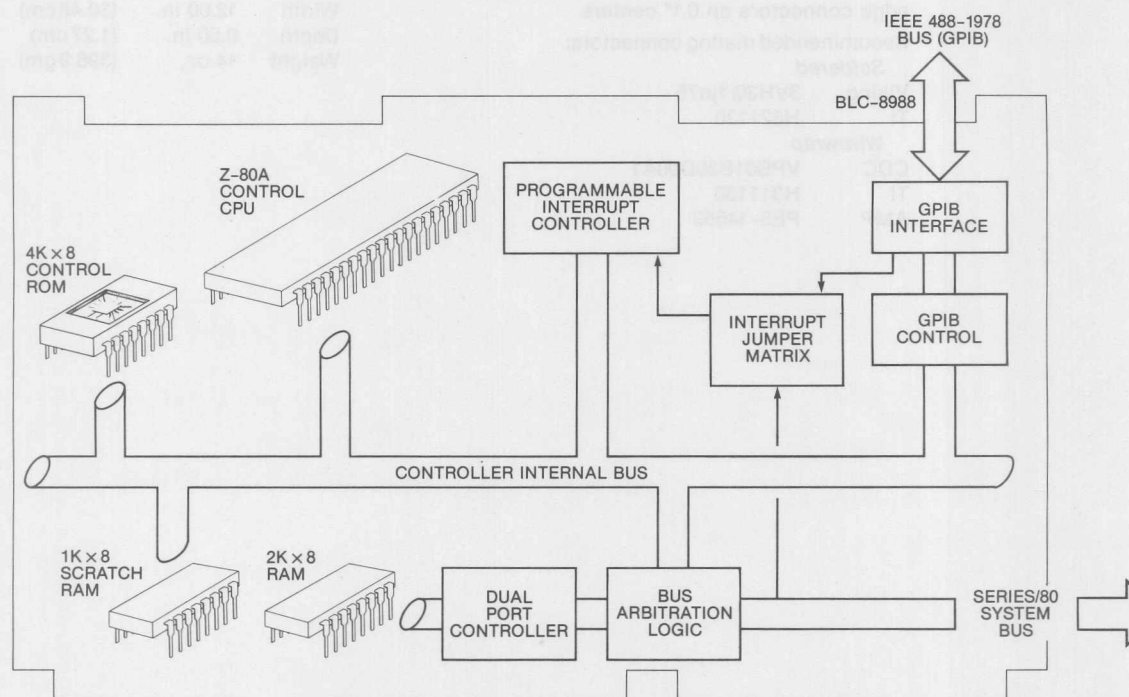 IEEE 488-1978
BUS (GPIB)
BLC-8988
Z-80A
CONTROL
CPU
PROGRAMMABLE
INTERRUPT
CONTROLLER
GPIB
INTERFACE
4K × 8
CONTROL
ROM
INTERRUPT
JUMPER
MATRIX
GPIB
CONTROL
CONTROLLER INTERNAL BUS
1K × 8
SCRATCH
RAM
2K × 8
RAM
DUAL
PORT
CONTROLLER
BUS
ARBITRATION
LOGIC
SERIES/80
SYSTEM
BUS